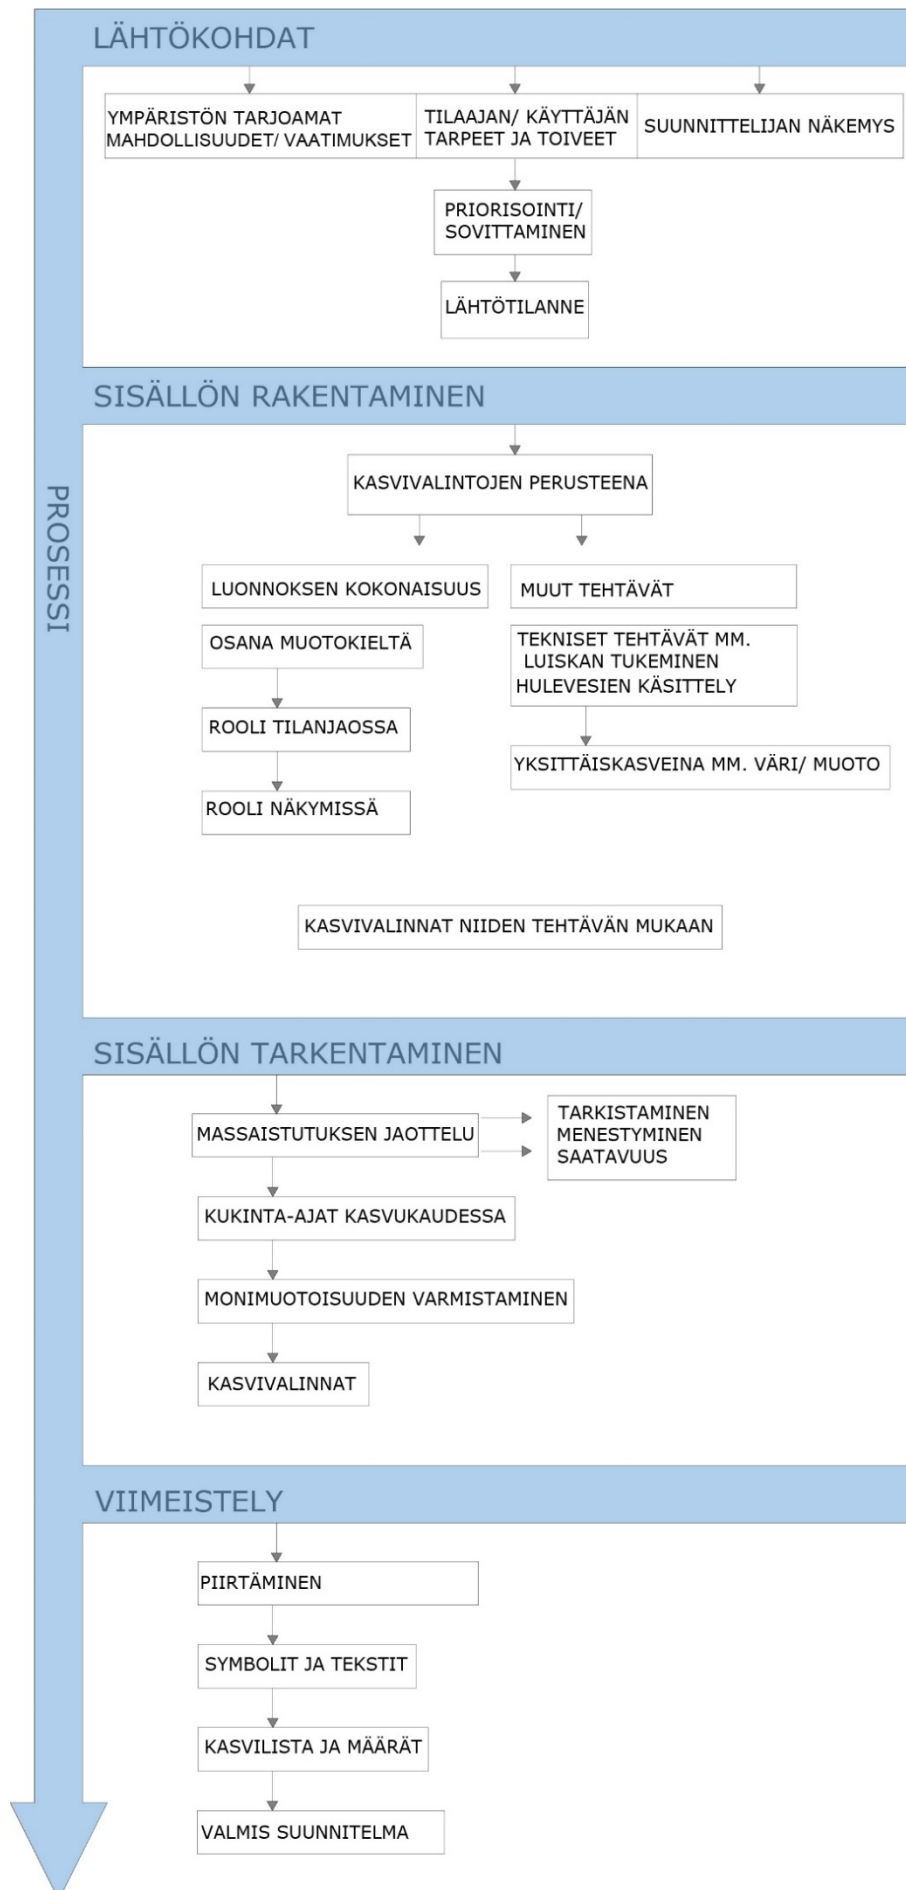 LÄHTÖKOHDAT
YMPÄRISTÖN TARJOAMAT
MAHDOLLISUUDET/ VAATIMUKSET
TILAAJAN/ KÄYTTÄJÄN
TARPEET JA TOIVEET
SUUNNITTELIJAN NÄKEMYS
PRIORISOINTI/
SOVITTAMINEN
LÄHTÖTILANNE
SISÄLLÖN RAKENTAMINEN
PROSESSI
KASVIVALINTOJEN PERUSTEENA
LUONNOKSEN KOKONAISUUS
MUUT TEHTÄVÄT
OSANA MUOTOKIELTÄ
TEKNISET TEHTÄVÄT MM.
LUISKAN TUKEMINEN
HULEVESIEN KÄSITTELY
ROOLI TILANJAOSSA
YKSITTÄISKASVEINA MM. VÄRI/ MUOTO
ROOLI NÄKYMISSÄ
KASVIVALINNAT NIIDEN TEHTÄVÄN MUKAAN
SISÄLLÖN TARKENTAMINEN
MASSAISTUTUKSEN JAOTTELU
TARKISTAMINEN
MENESTYMINEN
SAATAVUUS
KUKINTA-AJAT KASVUKAUDESSA
MONIMUOTOISUUDEN VARMISTAMINEN
KASVIVALINNAT
VIIMEISTELY
PIIRTÄMINEN
SYMBOLIT JA TEKSTIT
KASVILISTA JA MÄÄRÄT
VALMIS SUUNNITELMA